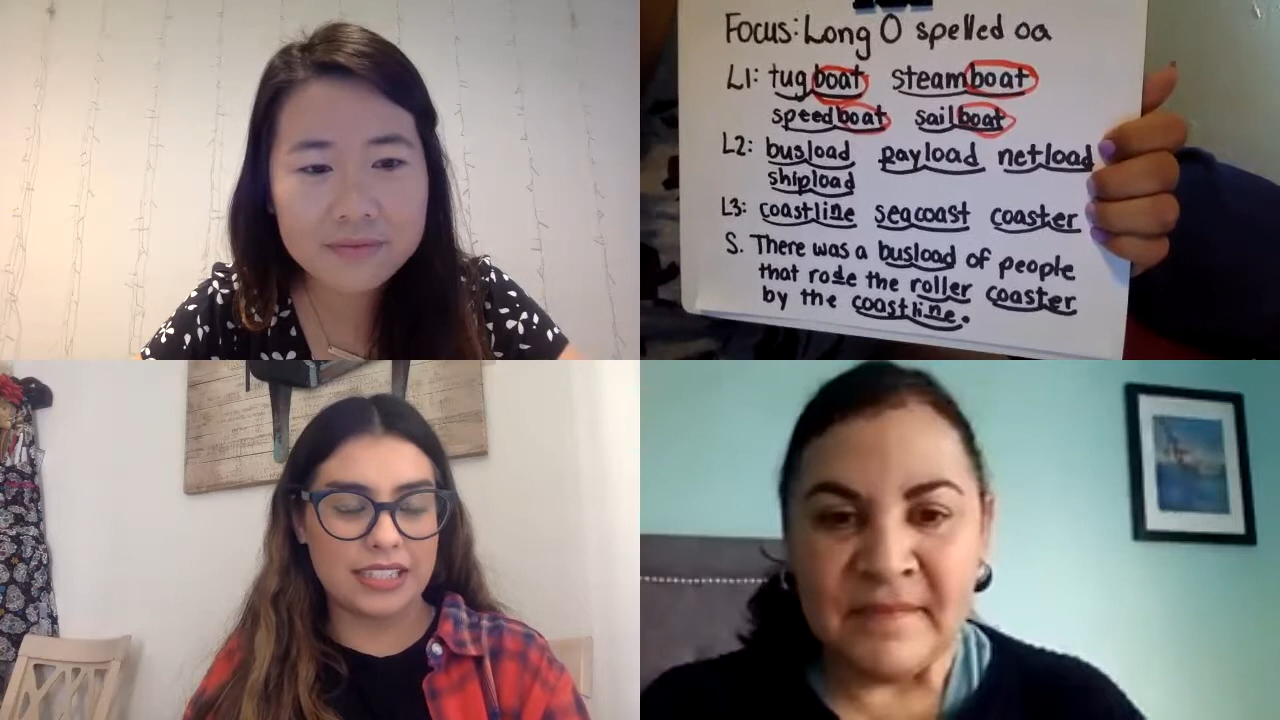 Focus: Long O spelled oa
L1: tugboat steamboat
speedboat sailboat
L2: busload payload netload
shipload
L3: coastline seacoast coaster
S. There was a busload of people
that rode the roller coaster
by the coastline.